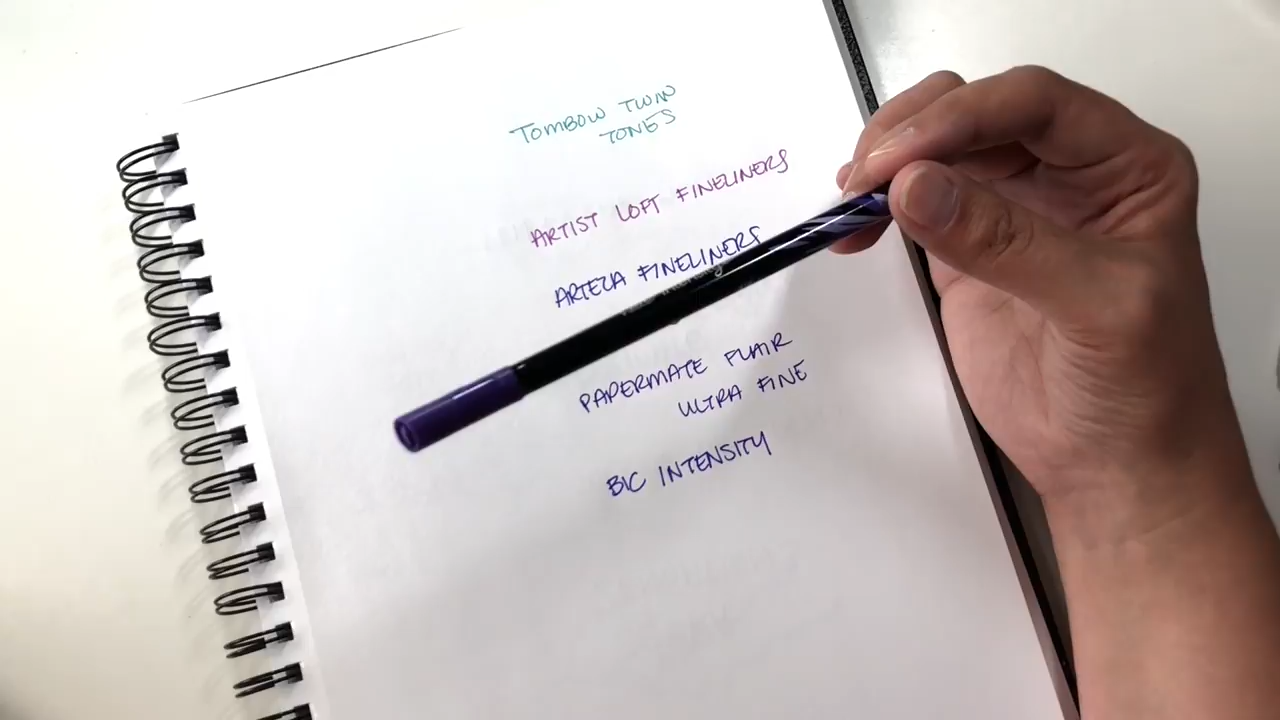 TOMBOW TWIN
TONES
ARTIST LOFT FINELINERS
ARTEZA FINELINERS
PAPERMATE FLAIR
ULTRA FINE
BIC INTENSITY